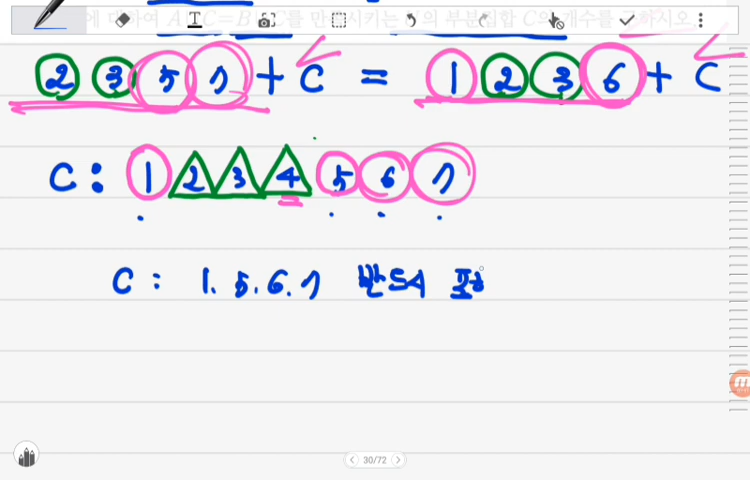 에 대하여 A∪C=B∪C를 만족시키는 U의 부분집합 C의 개수를 구하시오
2 3 5 7 + C = 1 2 3 6 + C
C : 1 2 3 4 5 6 7
C : 1. 5. 6. 7 반드시 포
30/72